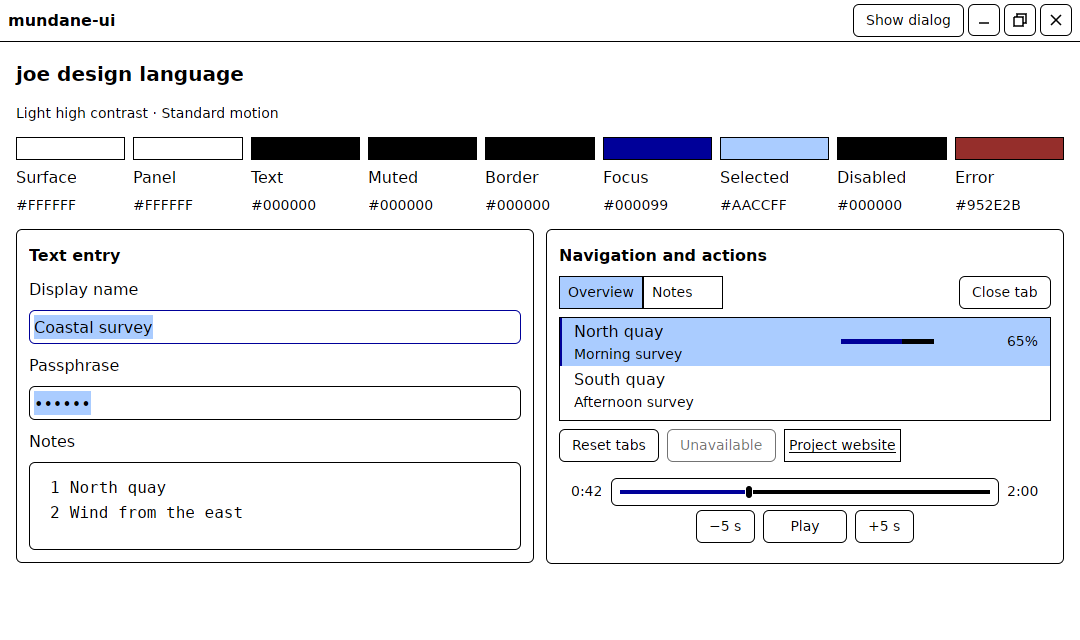 mundane-ui
Show dialog
joe design language
Light high contrast · Standard motion
Surface Panel Text Muted Border Focus Selected Disabled Error
#FFFFFF #FFFFFF #000000 #000000 #000000 #000099 #AACCFF #000000 #952E2B
Text entry
Display name
Coastal survey
Passphrase
••••••
Notes
1 North quay
2 Wind from the east
Navigation and actions
Overview Notes Close tab
North quay
Morning survey
65%
South quay
Afternoon survey
Reset tabs Unavailable Project website
0:42 2:00
−5 s Play +5 s